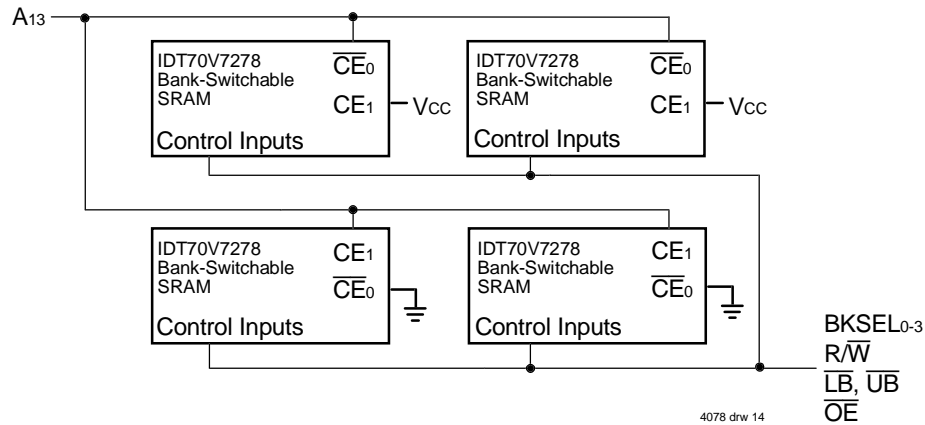 A13
IDT70V7278
Bank-Switchable
SRAM
CE0
CE1
VCC
Control Inputs
IDT70V7278
Bank-Switchable
SRAM
CE0
CE1
VCC
Control Inputs
IDT70V7278
Bank-Switchable
SRAM
CE1
CE0
Control Inputs
IDT70V7278
Bank-Switchable
SRAM
CE1
CE0
Control Inputs
BKSEL0-3
R/W
LB, UB
OE
4078 drw 14